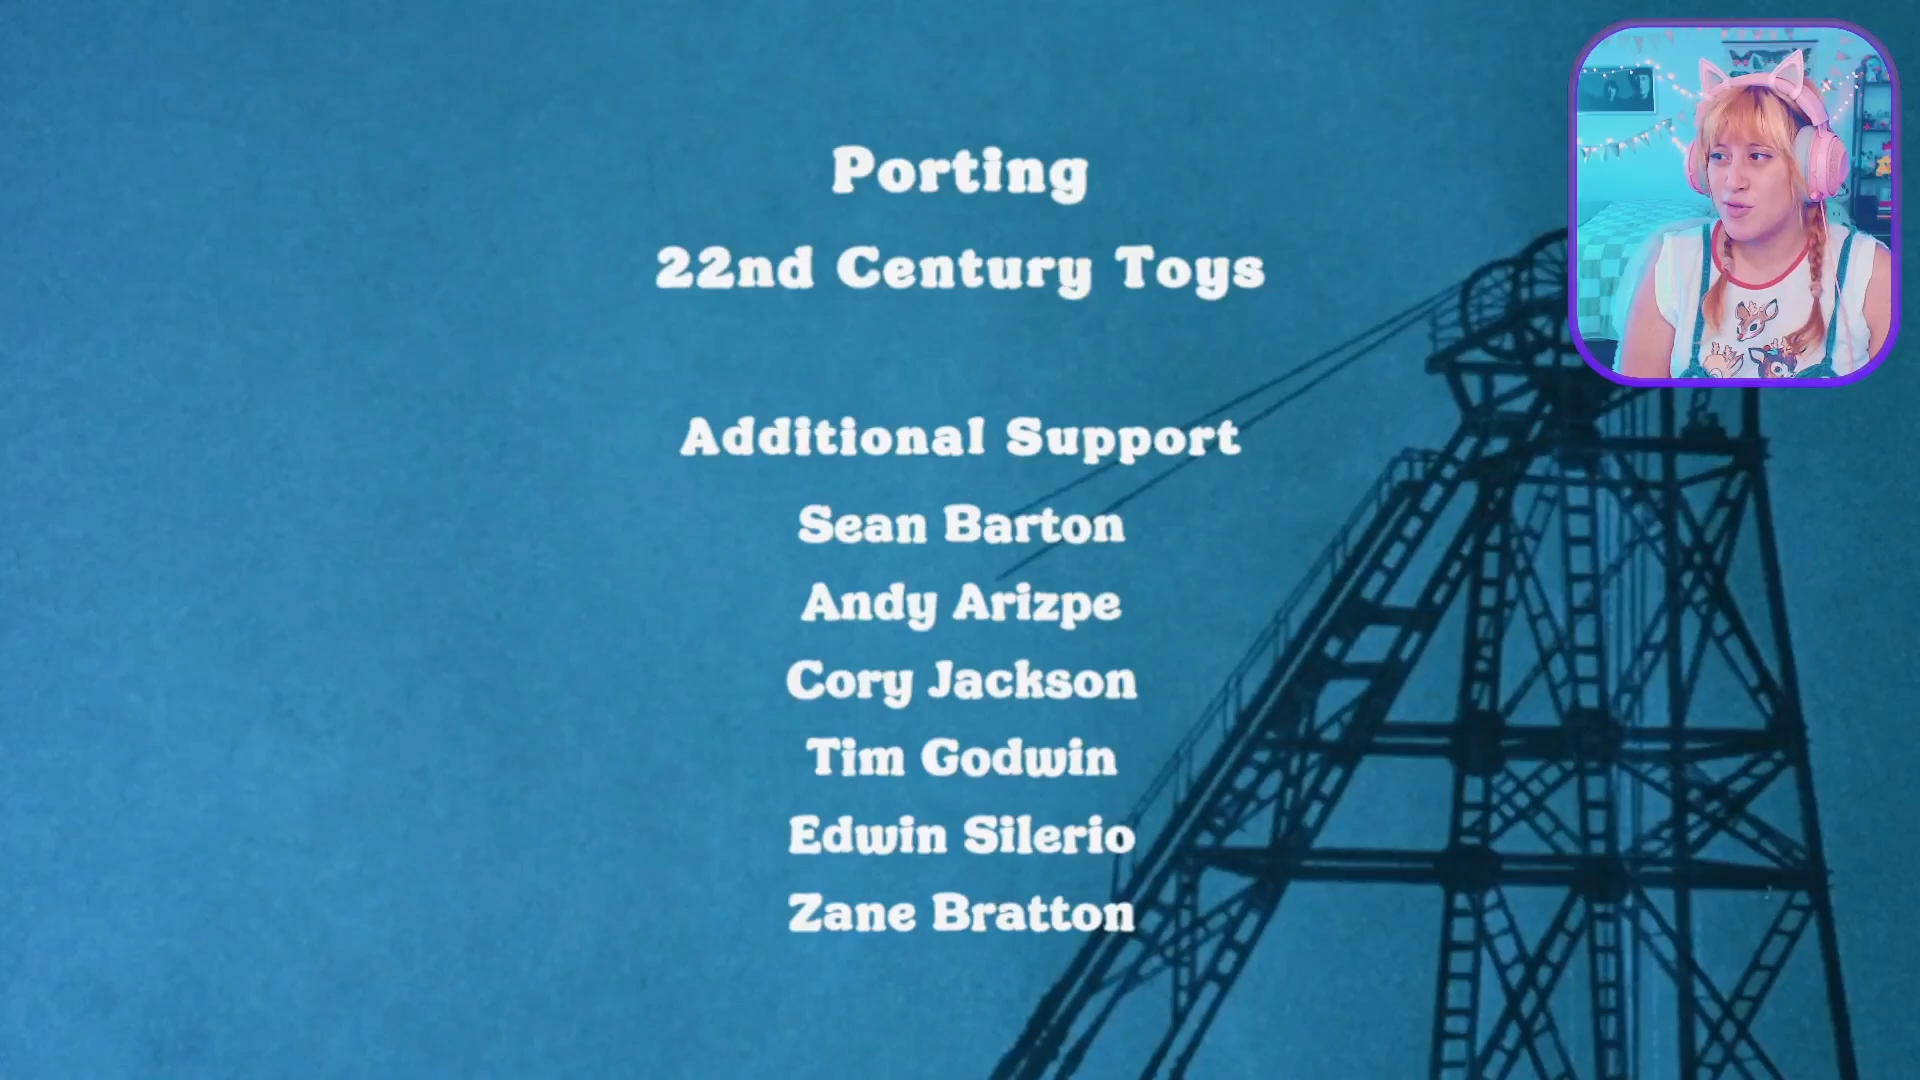 Porting
22nd Century Toys
Additional Support
Sean Barton
Andy Arizpe
Cory Jackson
Tim Godwin
Edwin Silerio
Zane Bratton